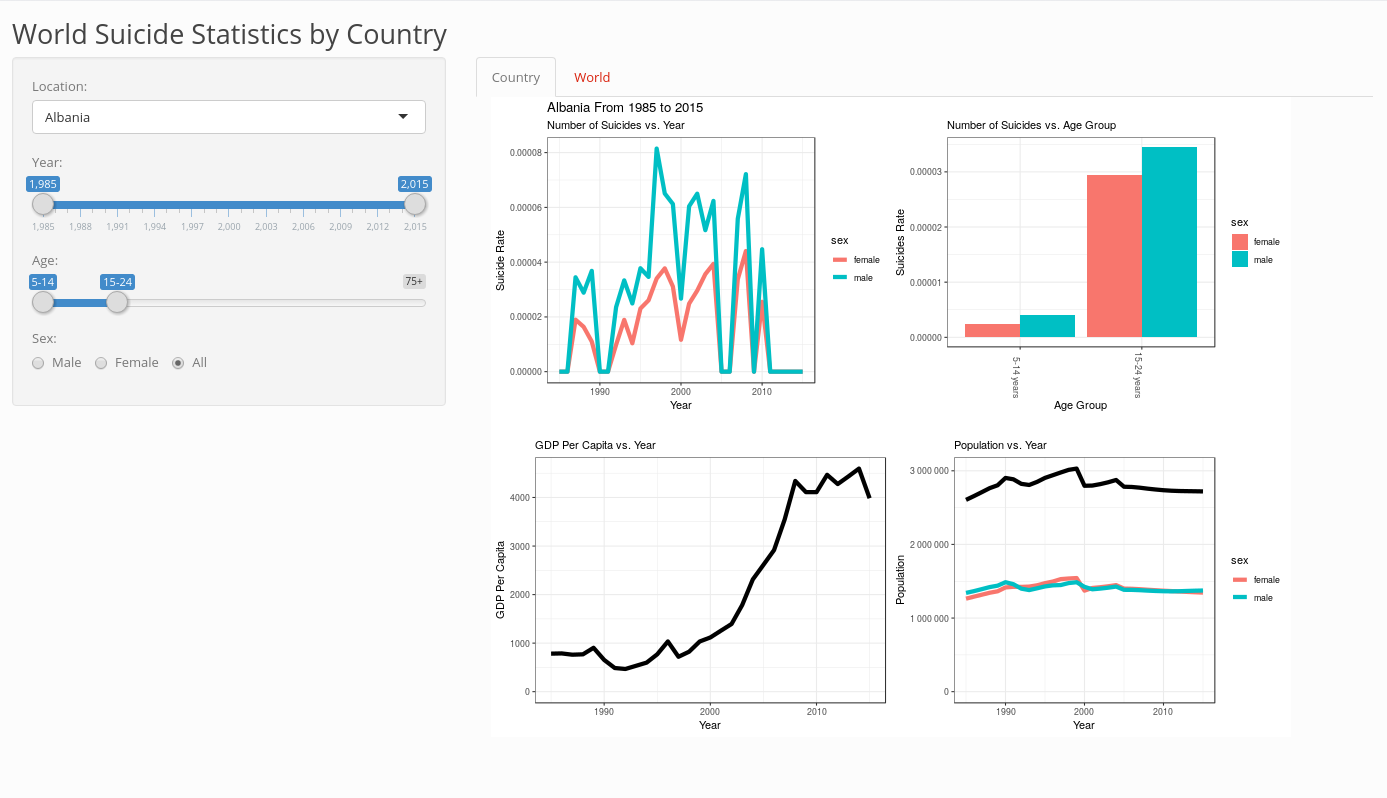 World Suicide Statistics by Country
Location:
Albania
Year:
1,985 2,015
1,985 1,988 1,991 1,994 1,997 2,000 2,003 2,006 2,009 2,012 2,015
Age:
5-14 15-24 75+
Sex:
Male Female All
Country World
Albania From 1985 to 2015
Number of Suicides vs. Year
Suicide Rate
0.00008
0.00006
0.00004
0.00002
0.00000
1990 2000 2010
Year
sex
female
male
Number of Suicides vs. Age Group
Suicides Rate
0.00003
0.00002
0.00001
0.00000
5-14 years
15-24 years
Age Group
sex
female
male
GDP Per Capita vs. Year
GDP Per Capita
4000
3000
2000
1000
0
1990 2000 2010
Year
Population vs. Year
Population
3 000 000
2 000 000
1 000 000
0
1990 2000 2010
Year
sex
female
male